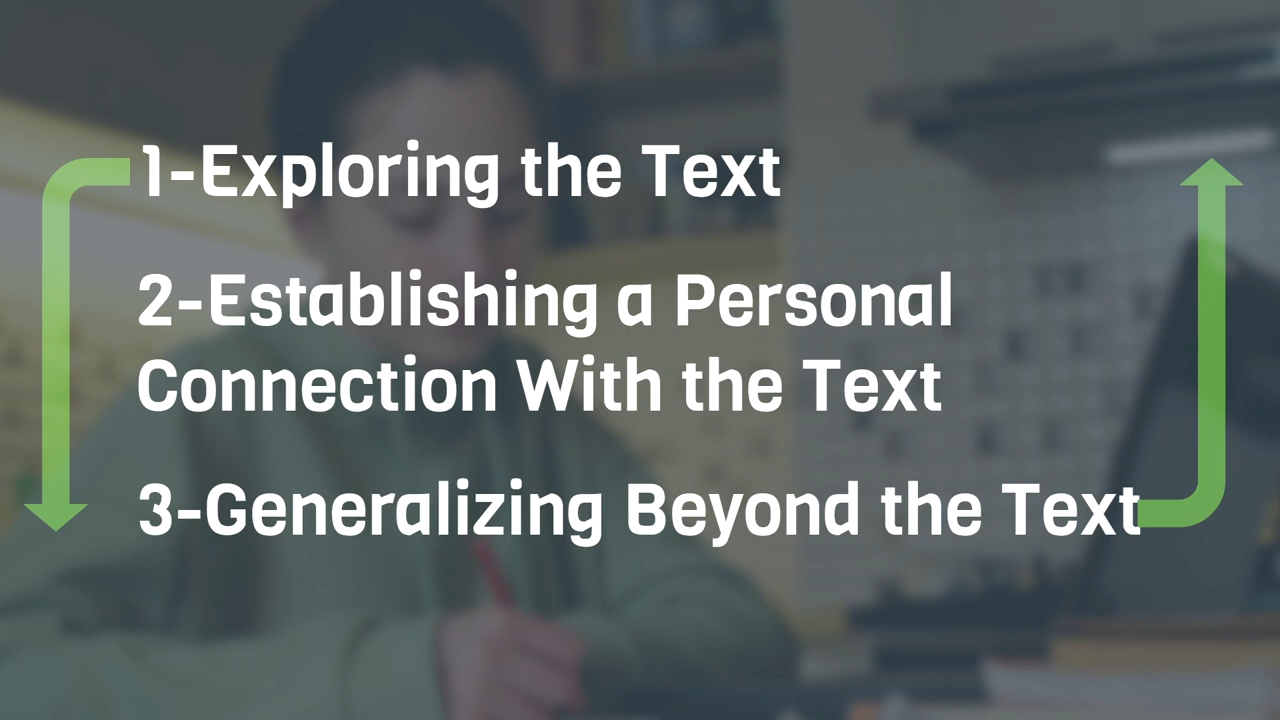 1-Exploring the Text
2-Establishing a Personal
Connection With the Text
3-Generalizing Beyond the Text